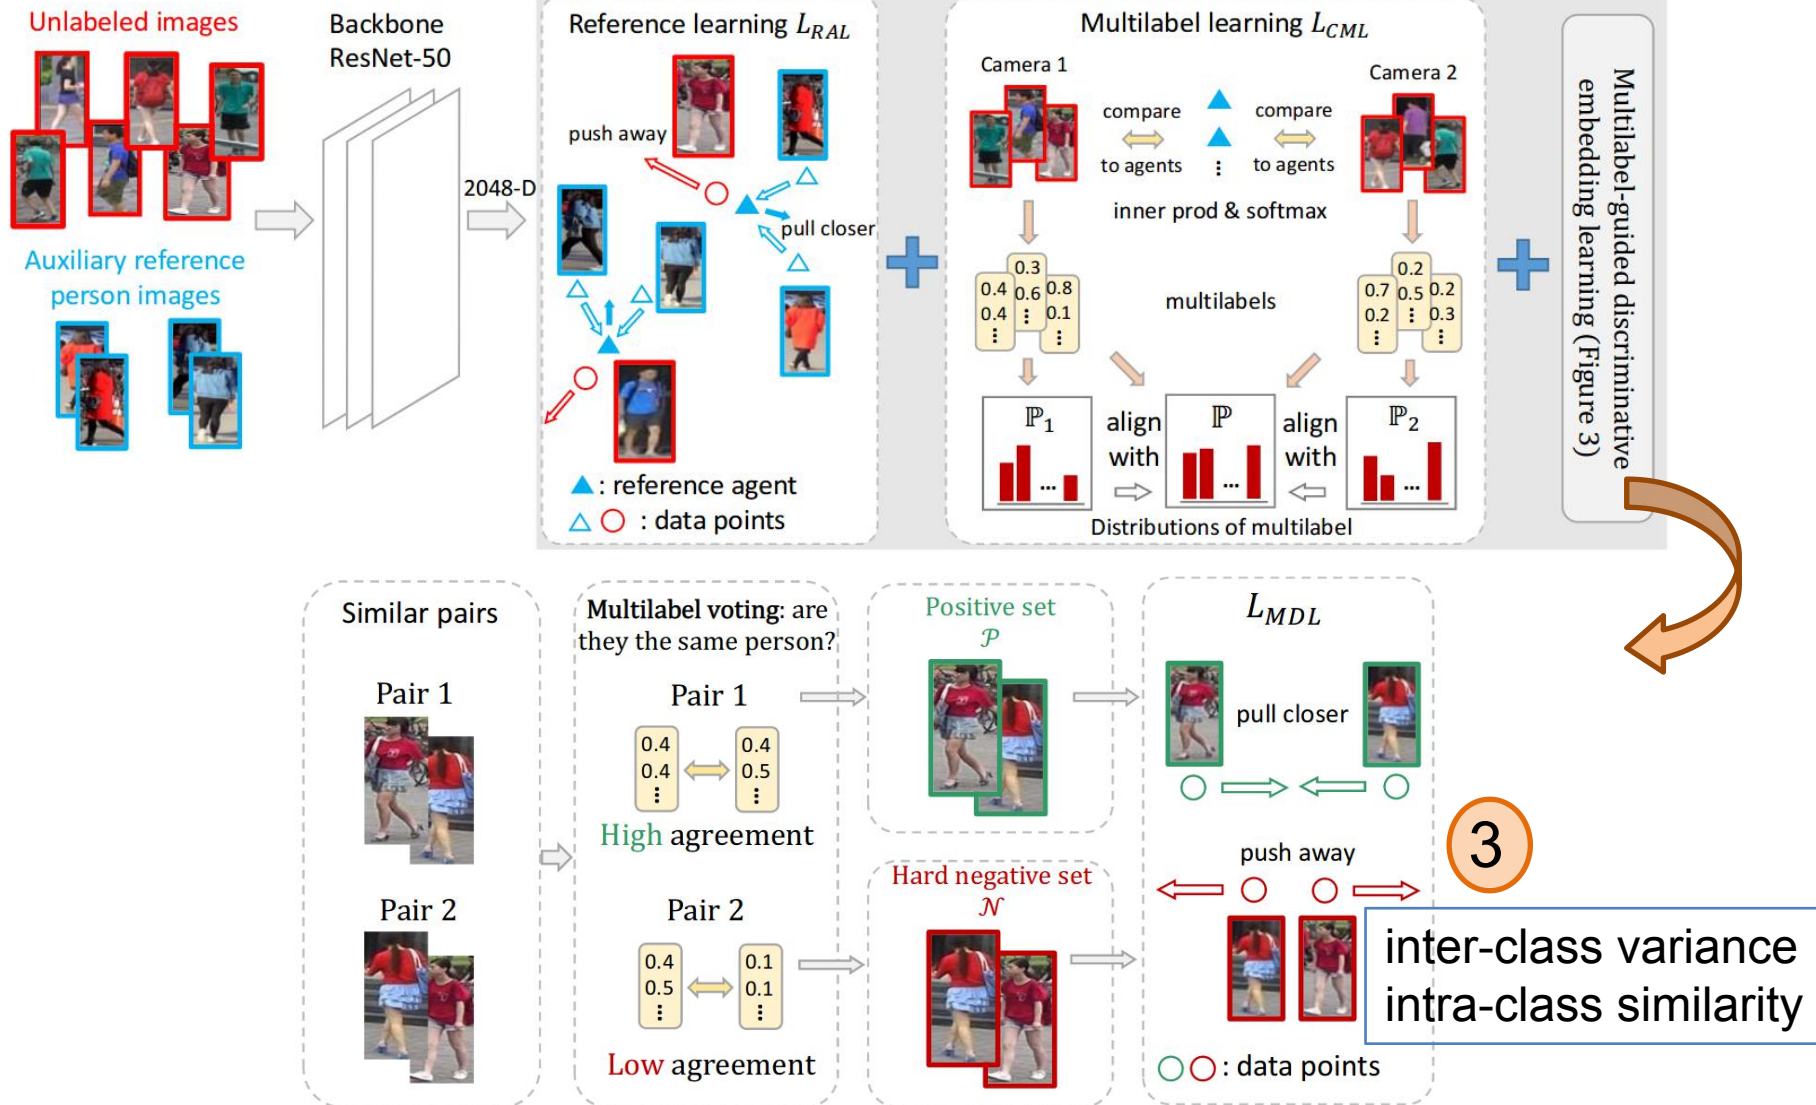 Unlabeled images
Auxiliary reference
person images
Backbone
ResNet-50
2048-D
Reference learning L_RAL
push away
pull closer
▲: reference agent
△ ○ : data points
Multilabel learning L_CML
Camera 1
Camera 2
compare
to agents
⋮
compare
to agents
inner prod & softmax
0.4
0.4
⋮
0.3
0.6
⋮
0.8
0.1
⋮
multilabels
0.7
0.2
⋮
0.2
0.5
⋮
0.2
0.3
⋮
ℙ₁
...
align
with
ℙ
...
align
with
ℙ₂
...
Distributions of multilabel
Multilabel-guided discriminative
embedding learning (Figure 3)
Similar pairs
Pair 1
Pair 2
Multilabel voting: are
they the same person?
Pair 1
0.4
0.4
⋮
0.4
0.5
⋮
High agreement
Pair 2
0.4
0.5
⋮
0.1
0.1
⋮
Low agreement
Positive set
𝒫
Hard negative set
𝒩
L_MDL
pull closer
push away
○○ : data points
3
inter-class variance
intra-class similarity